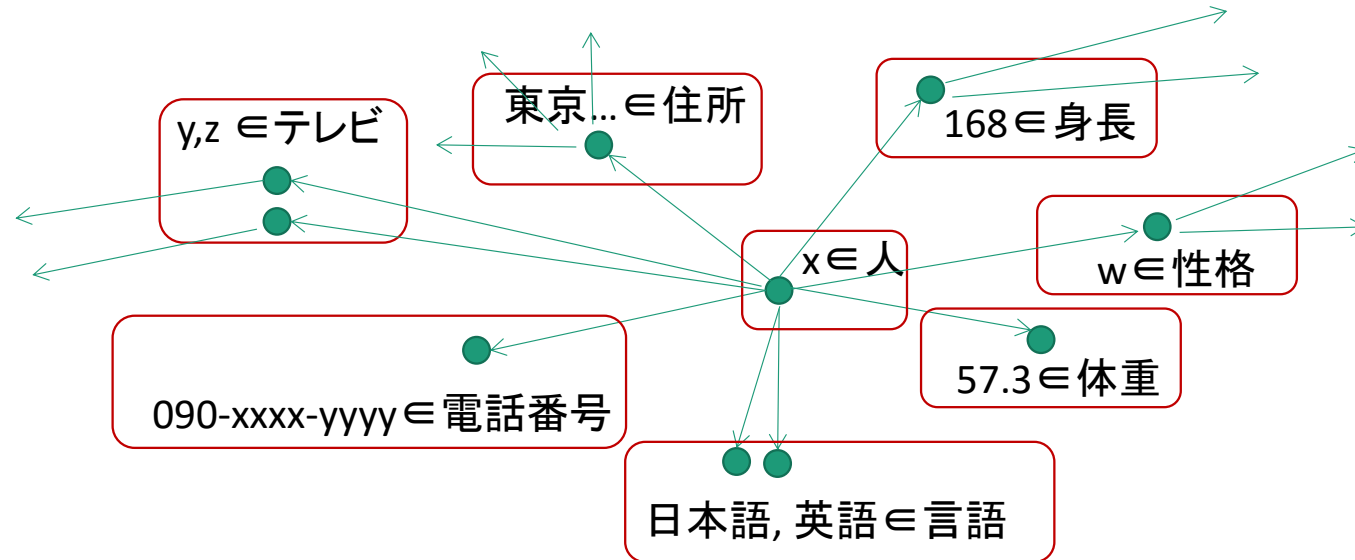 東京...∈住所
y,z ∈テレビ
168∈身長
x∈人
w∈性格
57.3∈体重
090-xxxx-yyyy∈電話番号
日本語, 英語∈言語